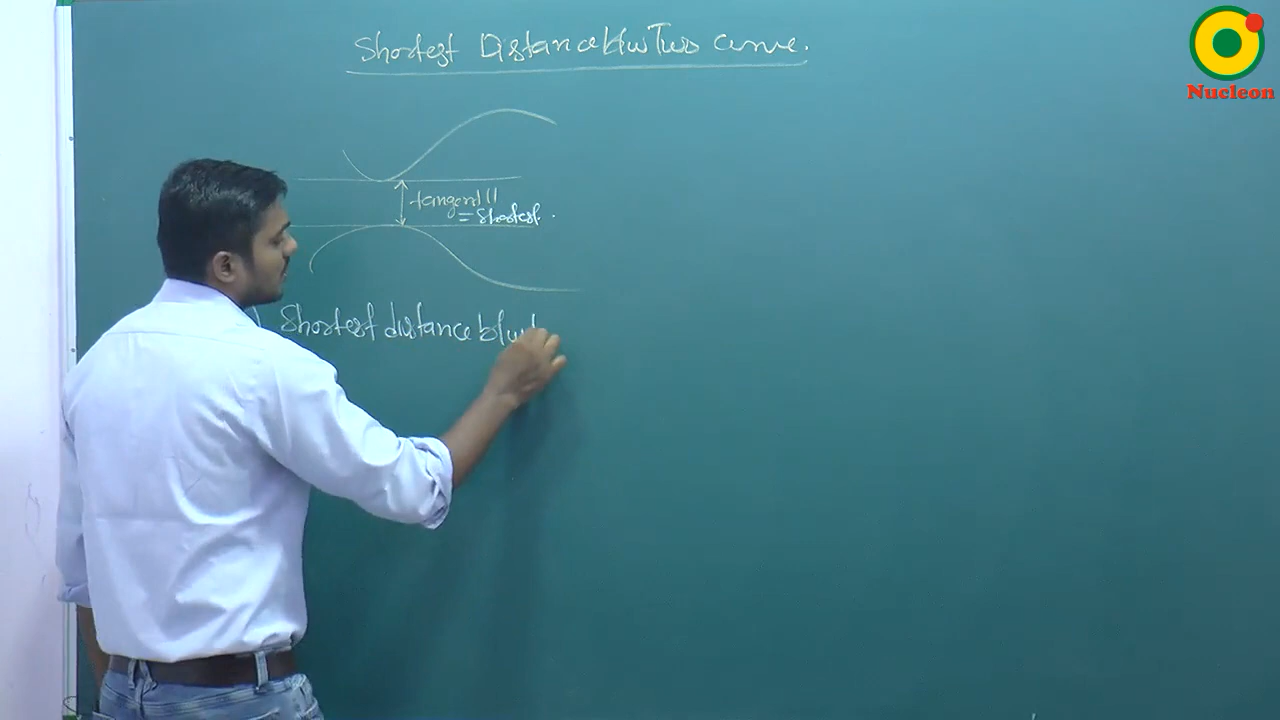 Shortest Distance b/w Two curve.
Nucleon
tangent ||
= Shortest.
Shortest distance b/w